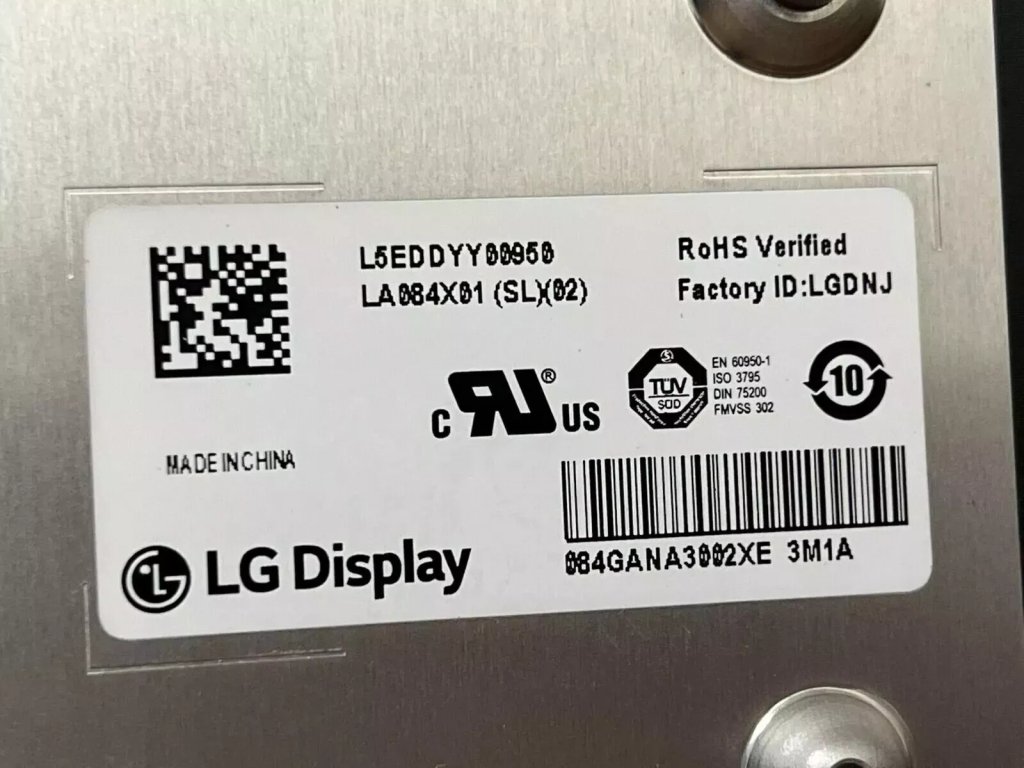 L5EDDYY00950
LA084X01 (SL)(02)
RoHS Verified
Factory ID:LGDNJ
c RU ® US
TÜV
SÜD
EN 60950-1
ISO 3795
DIN 75200
FMVSS 302
10
MADE IN CHINA
LG Display
084GANA3002XE 3M1A